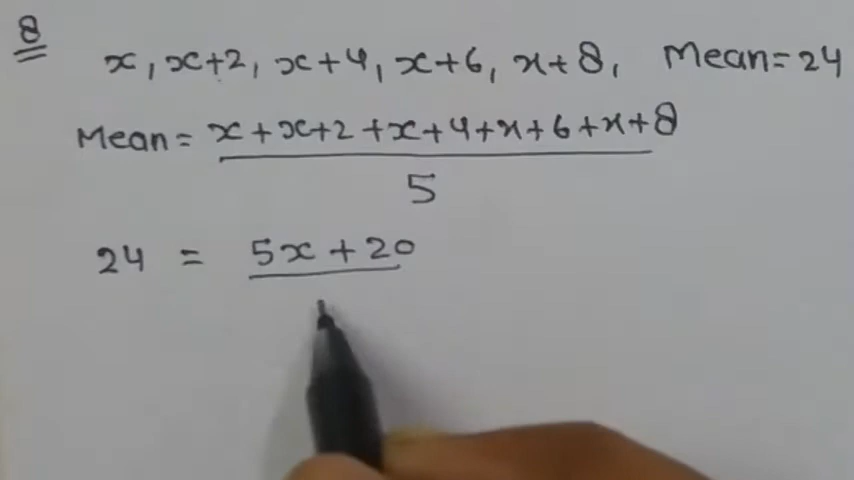 8
x, x+2, x+4, x+6, x+8, Mean=24
Mean = x+x+2+x+4+x+6+x+8
5
24 = 5x+20